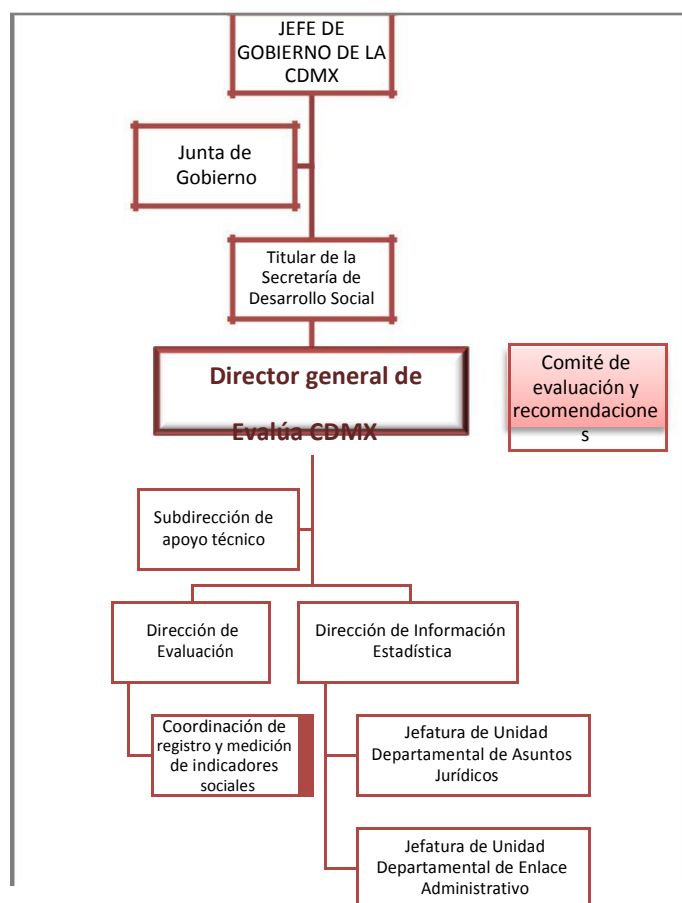 JEFE DE
GOBIERNO DE LA
CDMX
Junta de
Gobierno
Titular de la
Secretaría de
Desarrollo Social
Director general de
Evalúa CDMX
Comité de
evaluación y
recomendacione
s
Subdirección de
apoyo técnico
Dirección de
Evaluación
Dirección de Información
Estadística
Coordinación de
registro y medición
de indicadores
sociales
Jefatura de Unidad
Departamental de Asuntos
Jurídicos
Jefatura de Unidad
Departamental de Enlace
Administrativo